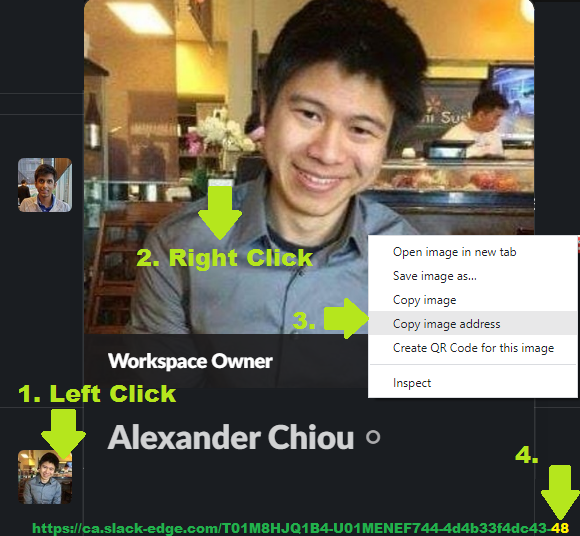 2. Right Click
Open image in new tab
Save image as...
Copy image
3.
Copy image address
Create QR Code for this image
Inspect
Workspace Owner
1. Left Click
Alexander Chiou
4.
https://ca.slack-edge.com/T01M8HJQ1B4-U01MENEF744-4d4b33f4dc43-48